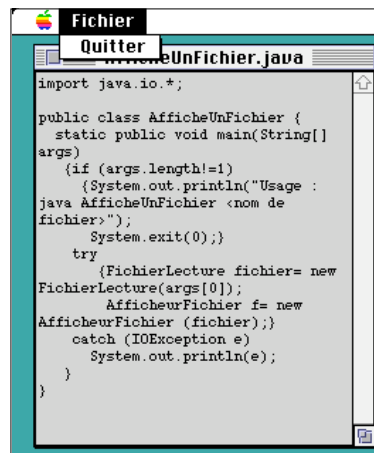 Fichier
Quitter
AfficheUnFichier.java
import java.io.*;
public class AfficheUnFichier {
static public void main(String[]
args)
{if (args.length!=1)
{System.out.println("Usage :
java AfficheUnFichier <nom de
fichier>");
System.exit(0);}
try
{FichierLecture fichier= new
FichierLecture(args[0]);
AfficheurFichier f= new
AfficheurFichier (fichier);}
catch (IOException e)
System.out.println(e);
}
}